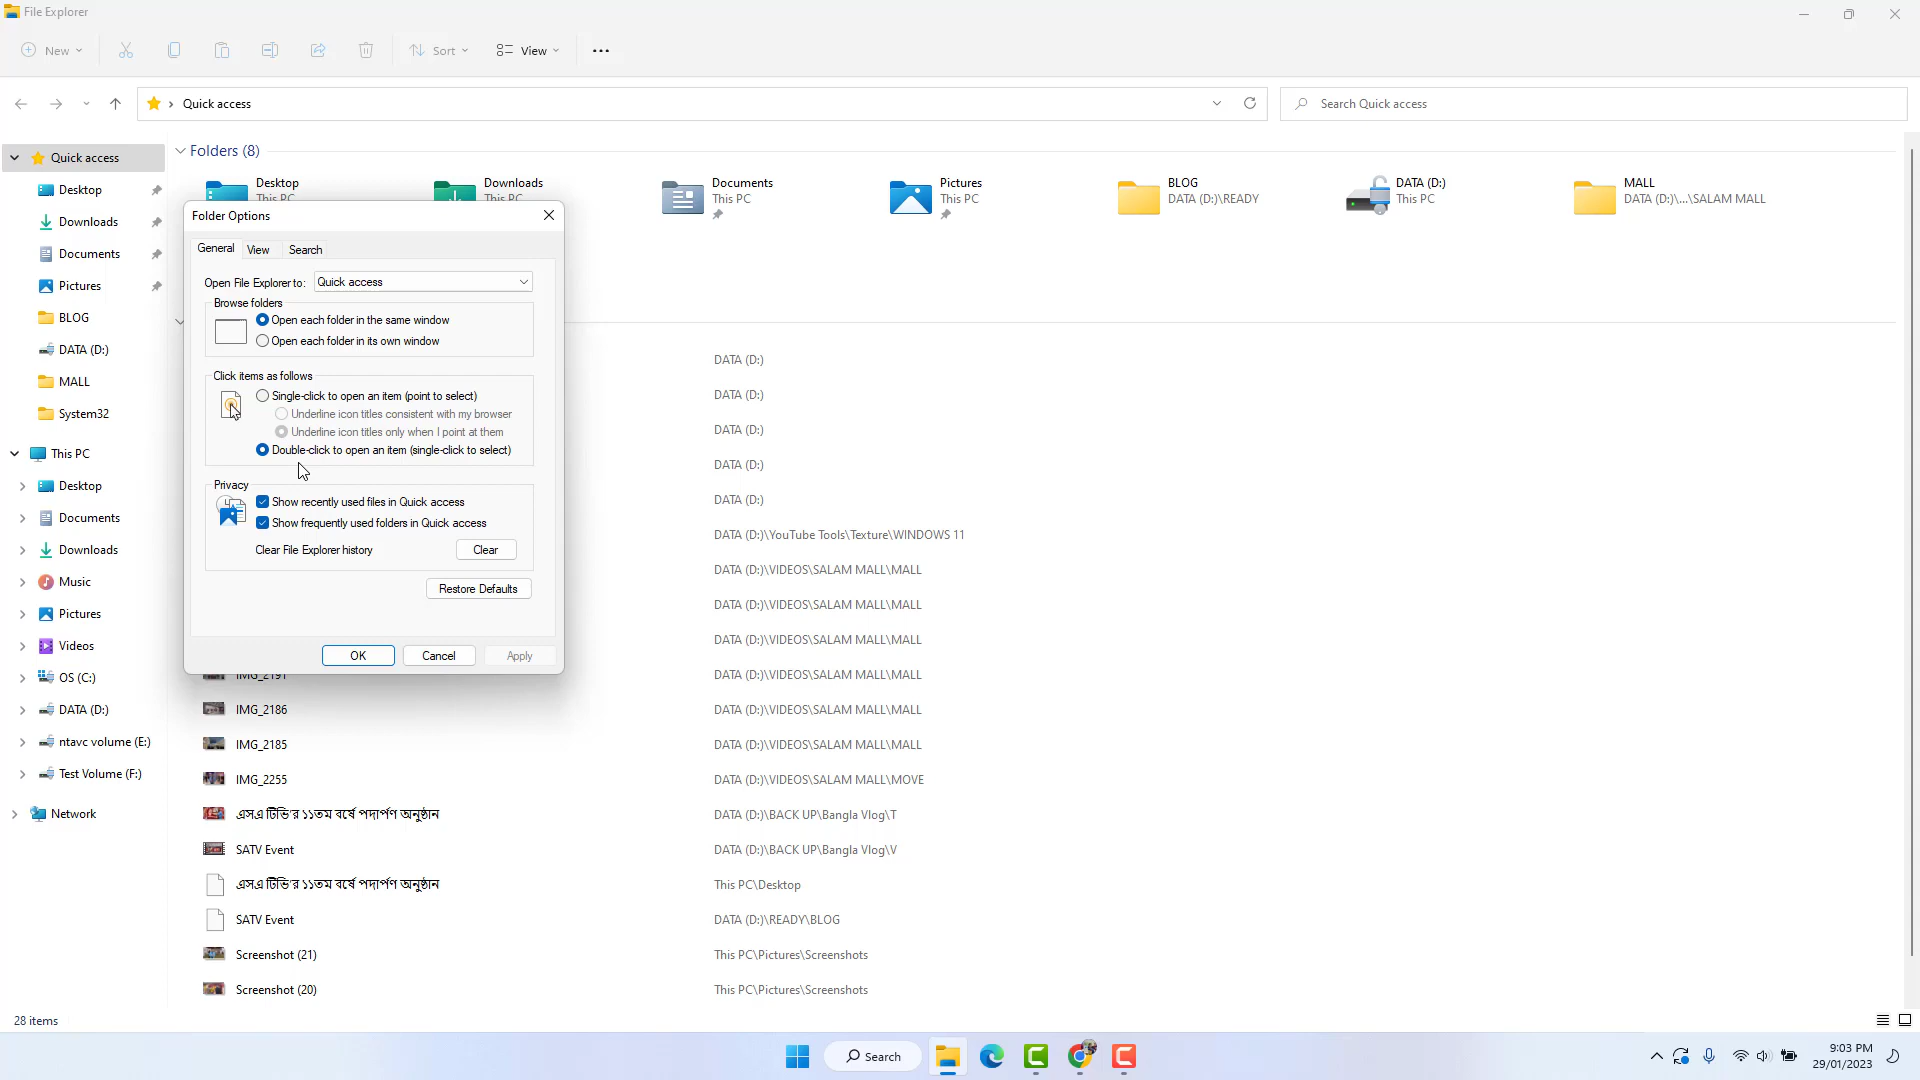 File Explorer
New
Sort
View
Quick access
Search Quick access
Quick access
Desktop
Downloads
Documents
Pictures
BLOG
DATA (D:)
MALL
System32
This PC
Desktop
Documents
Downloads
Music
Pictures
Videos
OS (C:)
DATA (D:)
ntavc volume (E:)
Test Volume (F:)
Network
Folders (8)
Desktop
This PC
Downloads
Documents
This PC
Pictures
This PC
BLOG
DATA (D:)\READY
DATA (D:)
This PC
MALL
DATA (D:)\...\SALAM MALL
Folder Options
General View Search
Open File Explorer to: Quick access
Browse folders
Open each folder in the same window
Open each folder in its own window
Click items as follows
Single-click to open an item (point to select)
Underline icon titles consistent with my browser
Underline icon titles only when I point at them
Double-click to open an item (single-click to select)
Privacy
Show recently used files in Quick access
Show frequently used folders in Quick access
Clear File Explorer history Clear
Restore Defaults
OK Cancel Apply
DATA (D:)
DATA (D:)
DATA (D:)
DATA (D:)
DATA (D:)
DATA (D:)\YouTube Tools\Texture\WINDOWS 11
DATA (D:)\VIDEOS\SALAM MALL\MALL
DATA (D:)\VIDEOS\SALAM MALL\MALL
DATA (D:)\VIDEOS\SALAM MALL\MALL
IMG_2191 DATA (D:)\VIDEOS\SALAM MALL\MALL
IMG_2186 DATA (D:)\VIDEOS\SALAM MALL\MALL
IMG_2185 DATA (D:)\VIDEOS\SALAM MALL\MALL
IMG_2255 DATA (D:)\VIDEOS\SALAM MALL\MOVE
এসএ টিভি'র ১১তম বর্ষে পদার্পণ অনুষ্ঠান DATA (D:)\BACK UP\Bangla Vlog\T
SATV Event DATA (D:)\BACK UP\Bangla Vlog\V
এসএ টিভি'র ১১তম বর্ষে পদার্পণ অনুষ্ঠান This PC\Desktop
SATV Event DATA (D:)\READY\BLOG
Screenshot (21) This PC\Pictures\Screenshots
Screenshot (20) This PC\Pictures\Screenshots
28 items
Search
9:03 PM
29/01/2023